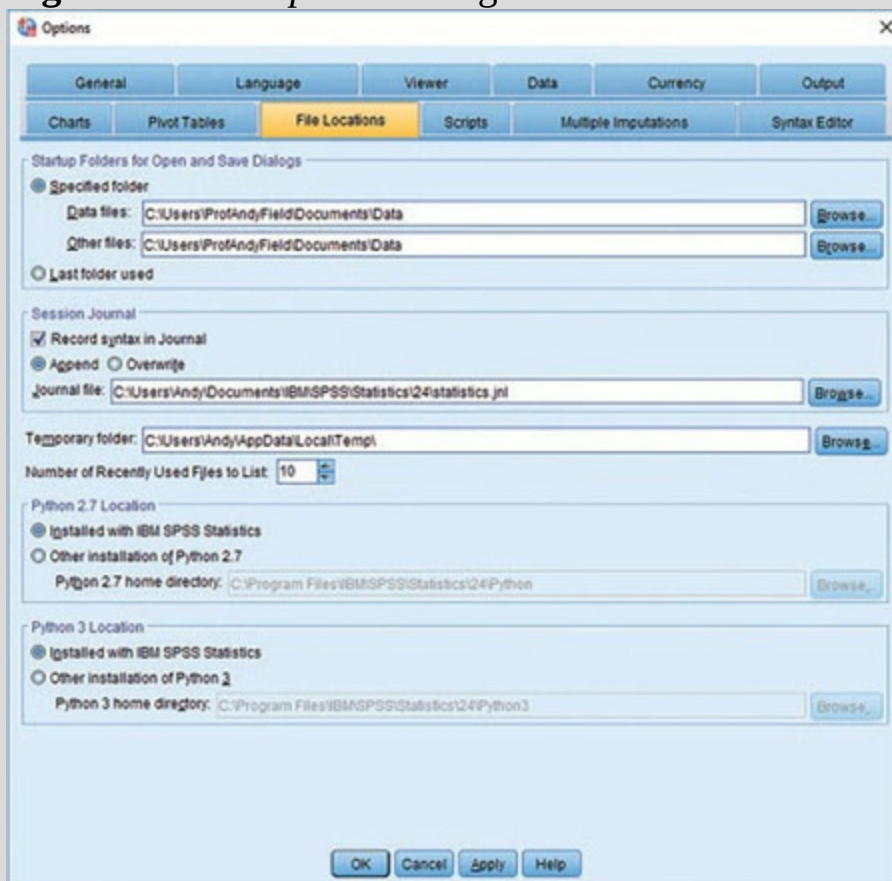 Options
General Language Viewer Data Currency Output
Charts Pivot Tables File Locations Scripts Multiple Imputations Syntax Editor
Startup Folders for Open and Save Dialogs
Specified folder
Data files: C:\Users\ProfAndyField\Documents\Data Browse...
Other files: C:\Users\ProfAndyField\Documents\Data Browse...
Last folder used
Session Journal
Record syntax in Journal
Append Overwrite
Journal file: C:\Users\Andy\Documents\IBM\SPSS\Statistics\24\statistics.jnl Browse...
Temporary folder: C:\Users\Andy\AppData\Local\Temp\ Browse...
Number of Recently Used Files to List: 10
Python 2.7 Location
Installed with IBM SPSS Statistics
Other installation of Python 2.7
Python 2.7 home directory: C:\Program Files\IBM\SPSS\Statistics\24\Python Browse...
Python 3 Location
Installed with IBM SPSS Statistics
Other installation of Python 3
Python 3 home directory: C:\Program Files\IBM\SPSS\Statistics\24\Python3 Browse...
OK Cancel Apply Help